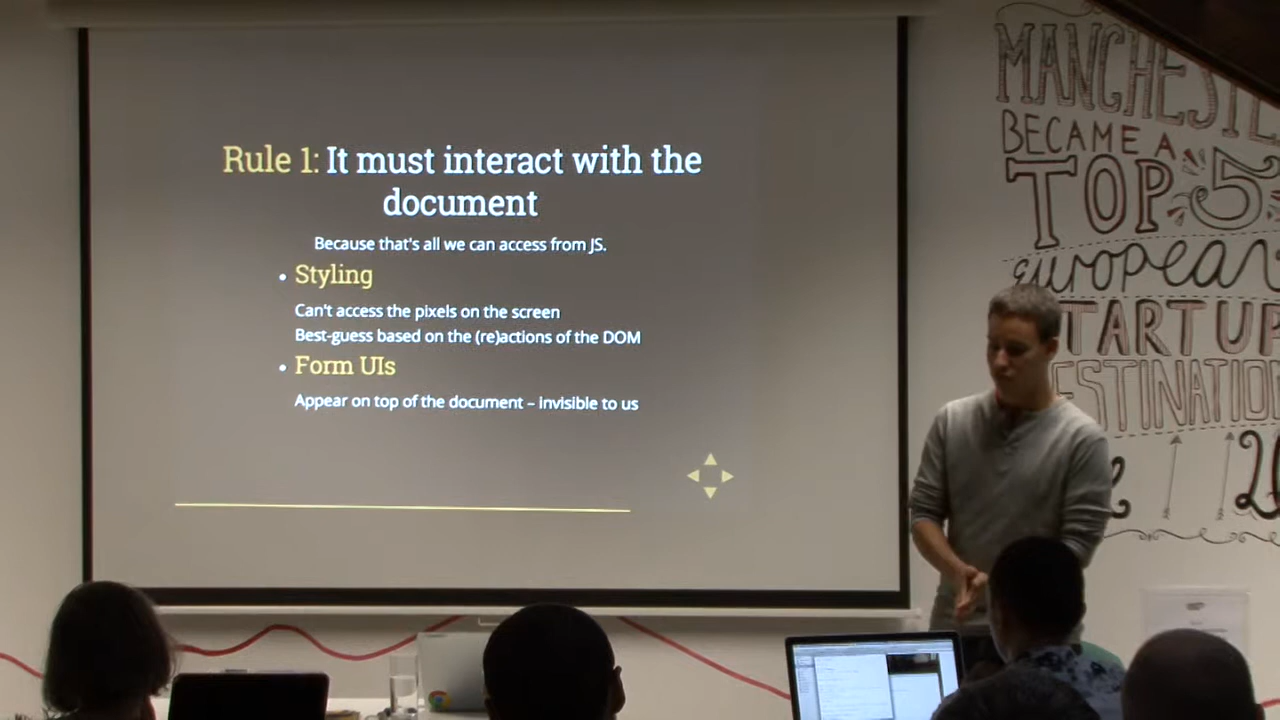 Rule 1: It must interact with the
document
Because that's all we can access from JS.
• Styling
Can't access the pixels on the screen
Best-guess based on the (re)actions of the DOM
• Form UIs
Appear on top of the document – invisible to us
MANCHESTE
BECAME A
TOP 5
european
STARTUP
DESTINATION